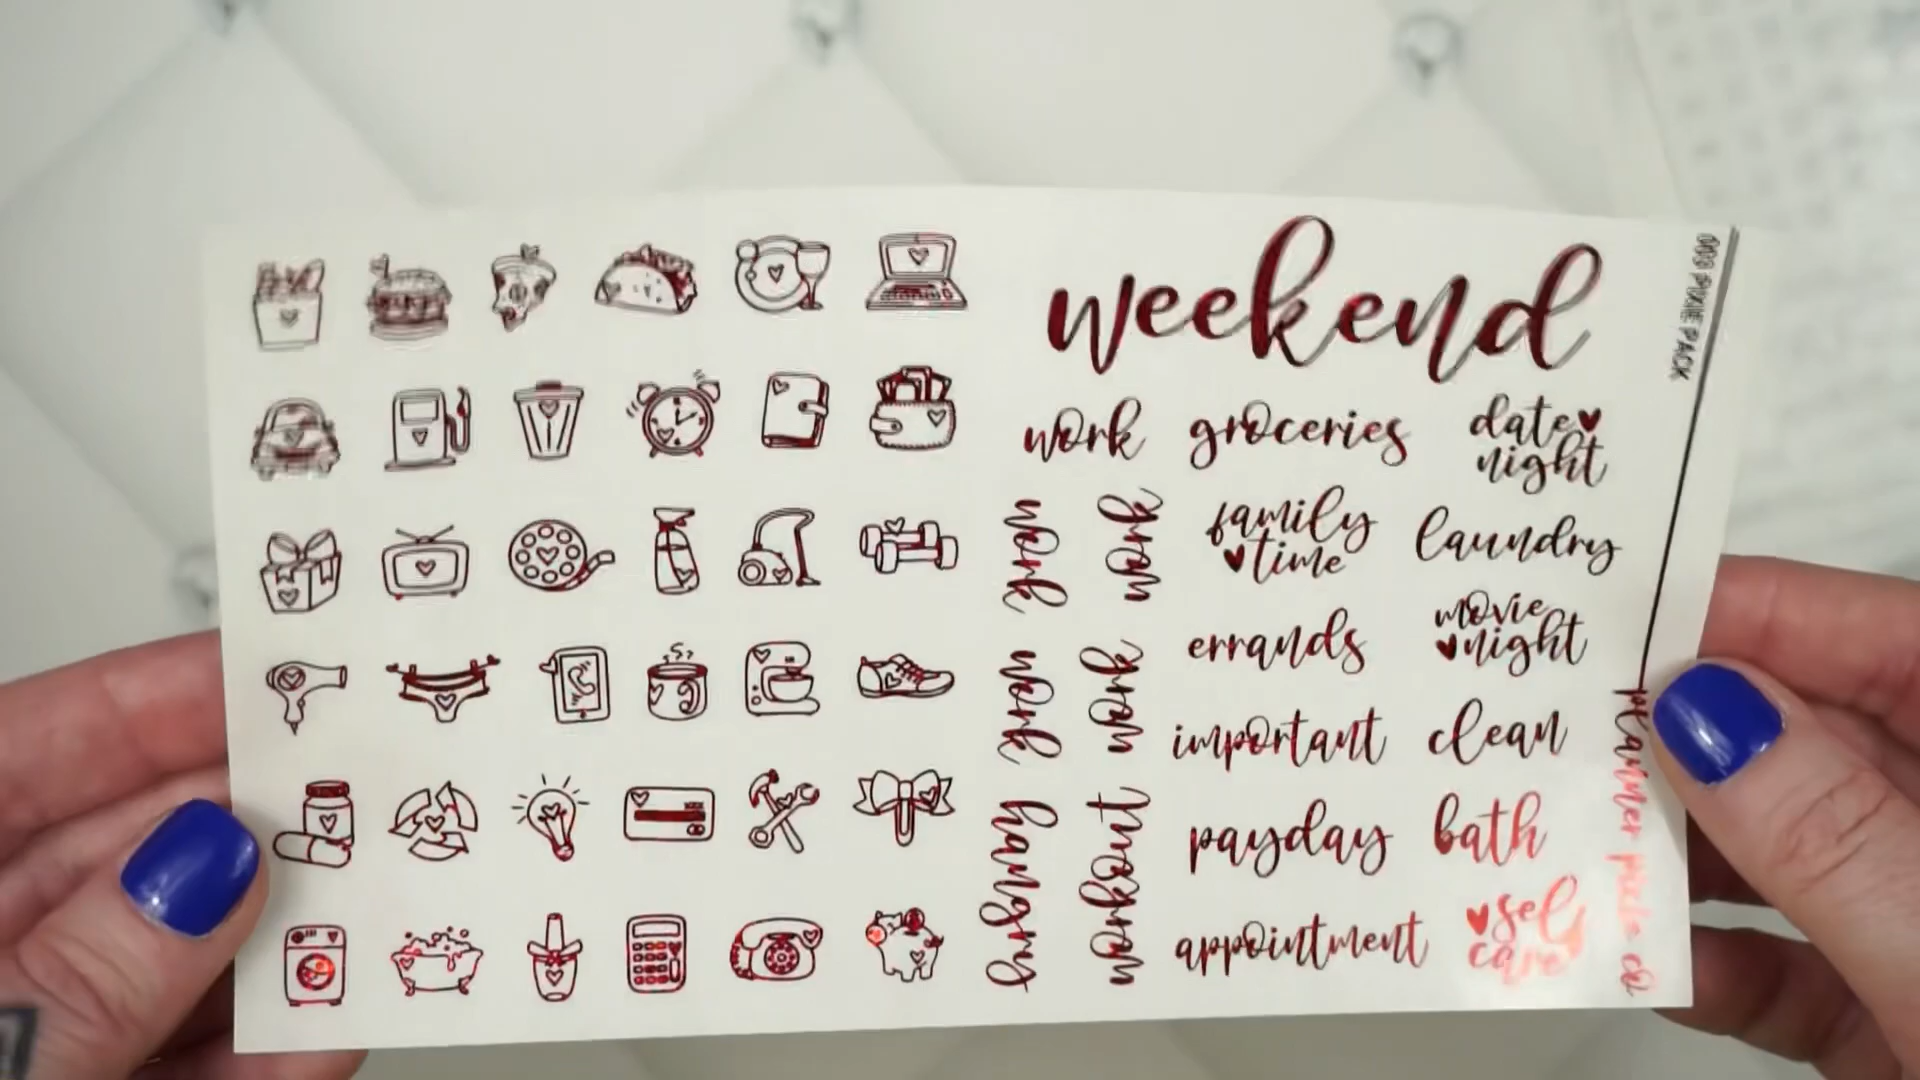 weekend
003 PIXIE PACK
work
groceries
date
night
work
work
family
time
laundry
errands
movie
night
work
work
important
clean
hangry
workout
payday
bath
appointment
self
care
planner pixie co